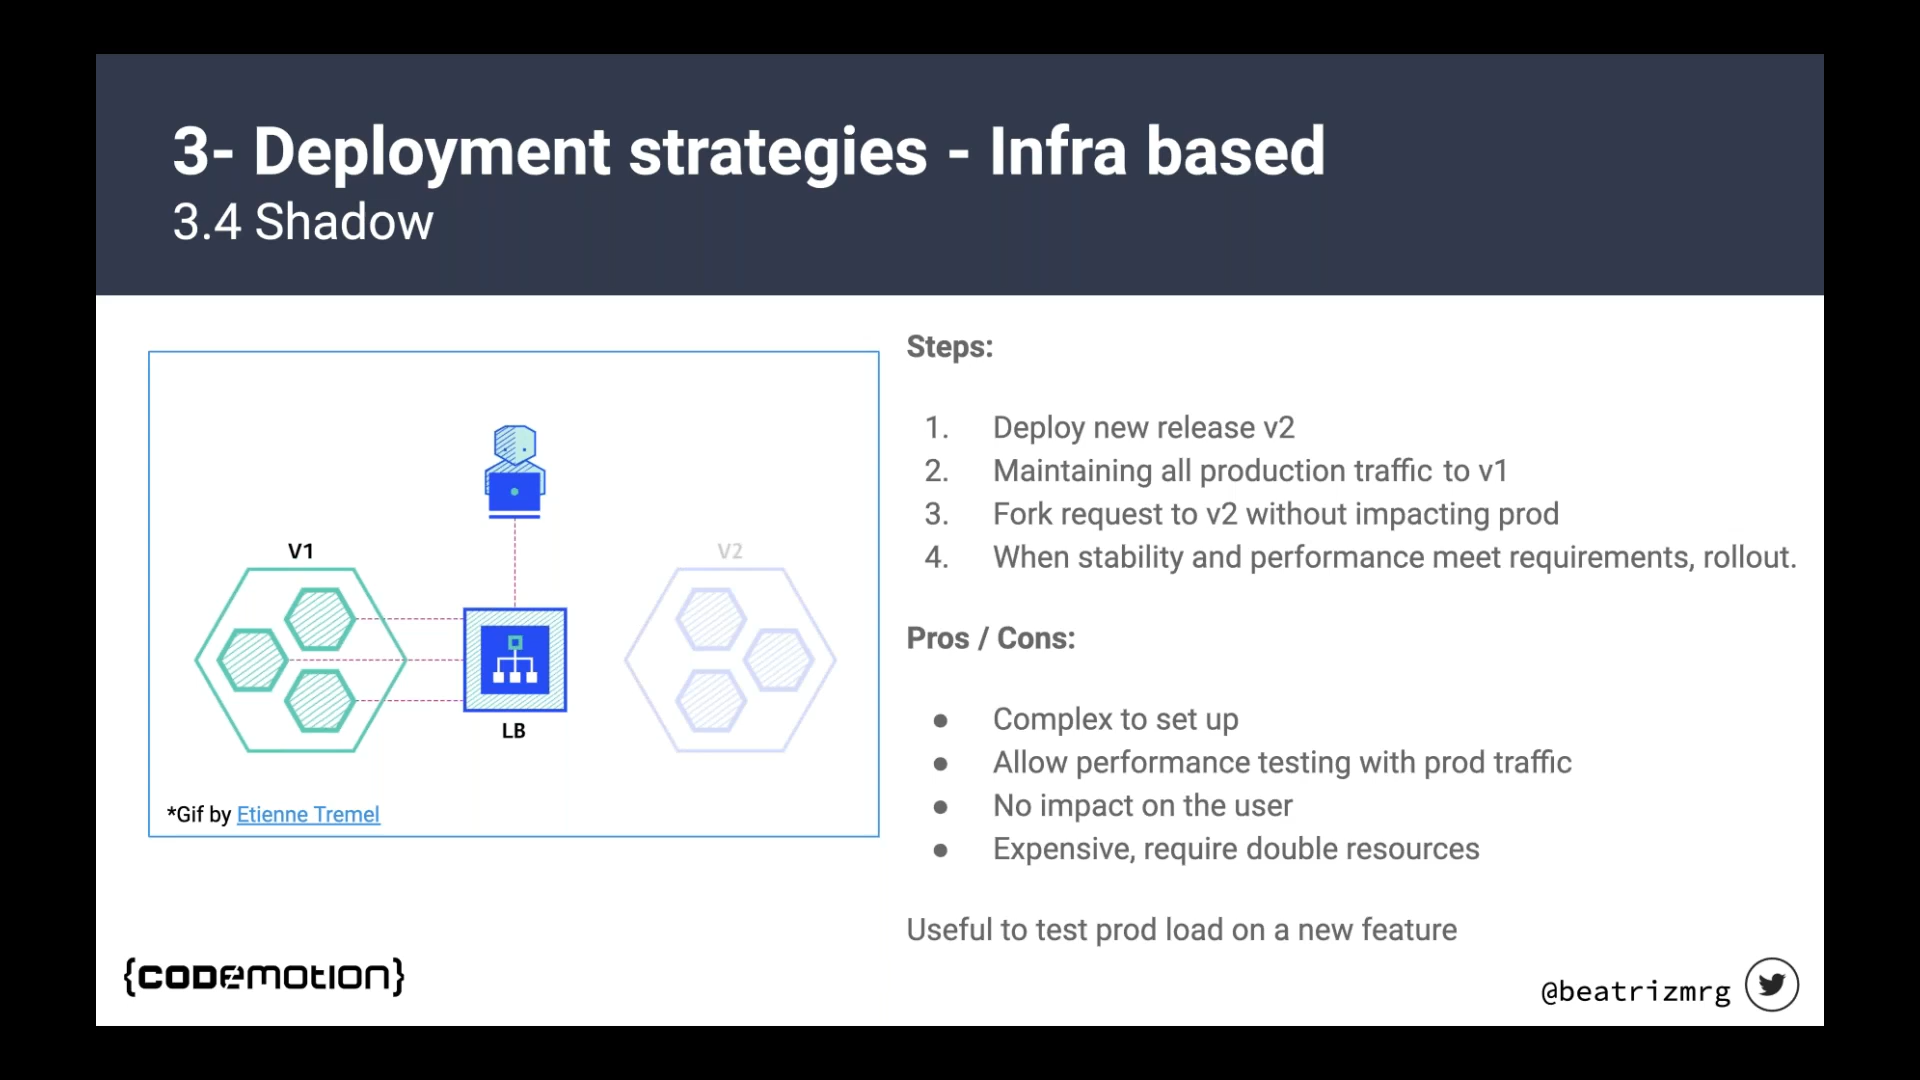 3- Deployment strategies - Infra based
3.4 Shadow
V1
V2
LB
*Gif by Etienne Tremel
Steps:
1. Deploy new release v2
2. Maintaining all production traffic to v1
3. Fork request to v2 without impacting prod
4. When stability and performance meet requirements, rollout.
Pros / Cons:
● Complex to set up
● Allow performance testing with prod traffic
● No impact on the user
● Expensive, require double resources
Useful to test prod load on a new feature
{CODEMOTION}
@beatrizmrg